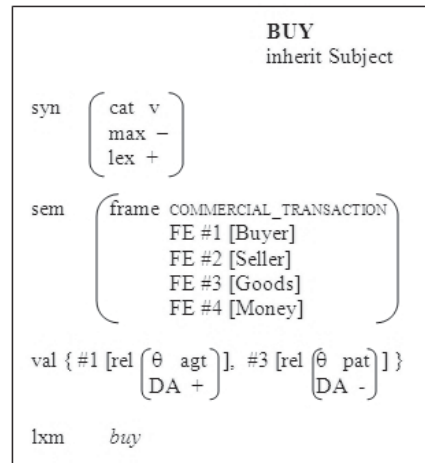 BUY
inherit Subject
syn cat v
max –
lex +
sem frame COMMERCIAL_TRANSACTION
FE #1 [Buyer]
FE #2 [Seller]
FE #3 [Goods]
FE #4 [Money]
val { #1 [rel (θ agt)], #3 [rel (θ pat)] }
DA + DA -
lxm buy